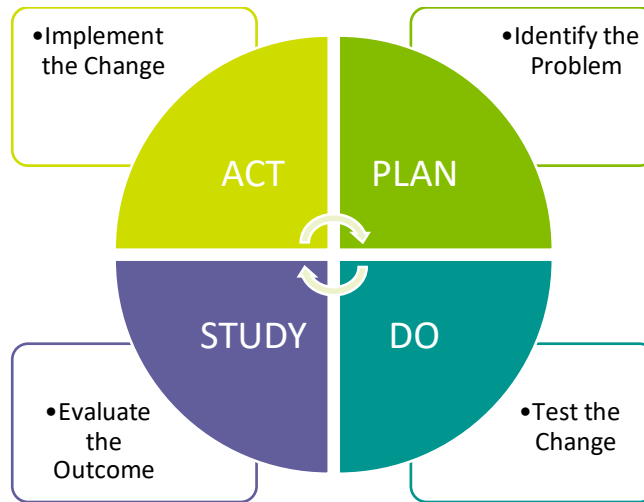 •Implement
the Change
•Identify the
Problem
ACT
PLAN
STUDY
DO
•Evaluate
the
Outcome
•Test the
Change